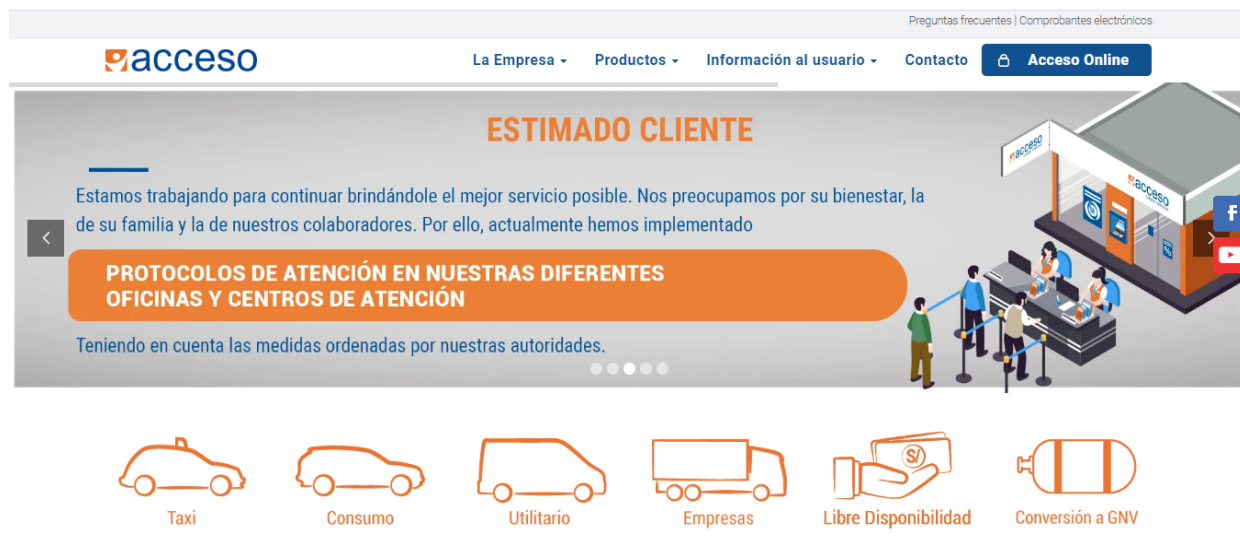 Preguntas frecuentes | Comprobantes electrónicos
acceso
La Empresa
Productos
Información al usuario
Contacto
Acceso Online
ESTIMADO CLIENTE
Estamos trabajando para continuar brindándole el mejor servicio posible. Nos preocupamos por su bienestar, la
de su familia y la de nuestros colaboradores. Por ello, actualmente hemos implementado
PROTOCOLOS DE ATENCIÓN EN NUESTRAS DIFERENTES
OFICINAS Y CENTROS DE ATENCIÓN
Teniendo en cuenta las medidas ordenadas por nuestras autoridades.
acceso
acceso
f
S/
Taxi
Consumo
Utilitario
Empresas
Libre Disponibilidad
Conversión a GNV